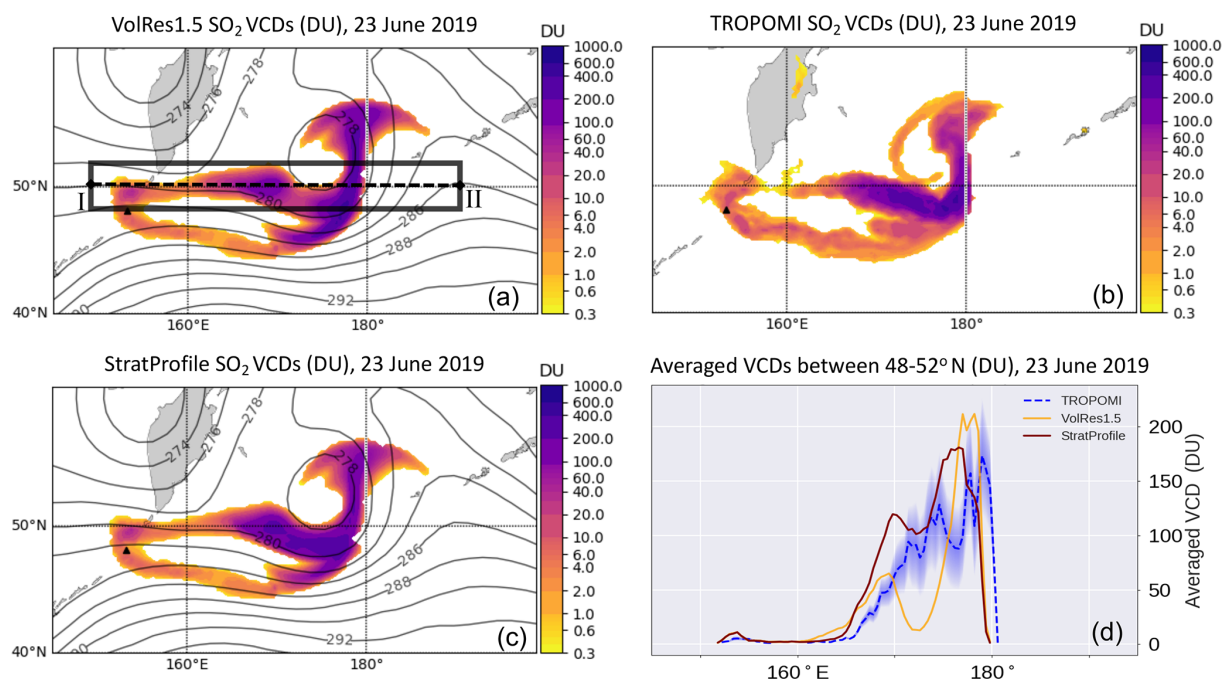 VolRes1.5 SO2 VCDs (DU), 23 June 2019
DU
1000.0
600.0
400.0
200.0
100.0
60.0
40.0
20.0
10.0
6.0
4.0
2.0
1.0
0.6
0.3
274
276
278
278
280
286
288
292
I
II
50°N
40°N
160°E
180°
(a)
TROPOMI SO2 VCDs (DU), 23 June 2019
DU
1000.0
600.0
400.0
200.0
100.0
60.0
40.0
20.0
10.0
6.0
4.0
2.0
1.0
0.6
0.3
50°N
160°E
180°
(b)
StratProfile SO2 VCDs (DU), 23 June 2019
DU
1000.0
600.0
400.0
200.0
100.0
60.0
40.0
20.0
10.0
6.0
4.0
2.0
1.0
0.6
0.3
274
276
278
278
280
286
288
292
50°N
40°N
160°E
180°
(c)
Averaged VCDs between 48-52° N (DU), 23 June 2019
TROPOMI
VolRes1.5
StratProfile
200
150
100
50
0
Averaged VCD (DU)
160 °E
180 °
(d)